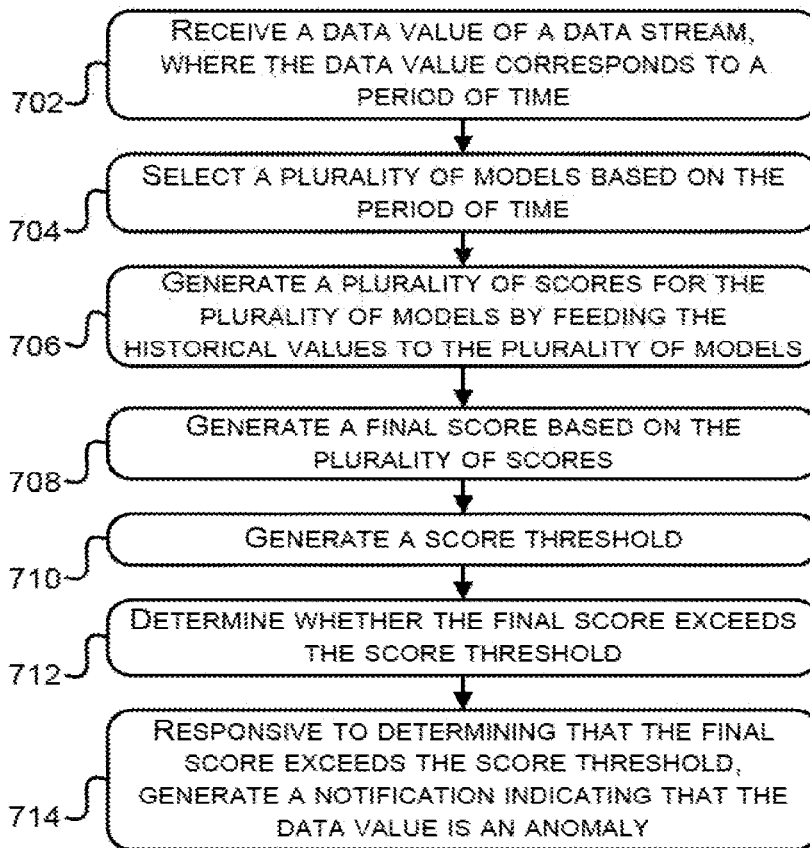 RECEIVE A DATA VALUE OF A DATA STREAM,
WHERE THE DATA VALUE CORRESPONDS TO A
PERIOD OF TIME
702
SELECT A PLURALITY OF MODELS BASED ON THE
PERIOD OF TIME
704
GENERATE A PLURALITY OF SCORES FOR THE
PLURALITY OF MODELS BY FEEDING THE
HISTORICAL VALUES TO THE PLURALITY OF MODELS
706
GENERATE A FINAL SCORE BASED ON THE
PLURALITY OF SCORES
708
GENERATE A SCORE THRESHOLD
710
DETERMINE WHETHER THE FINAL SCORE EXCEEDS
THE SCORE THRESHOLD
712
RESPONSIVE TO DETERMINING THAT THE FINAL
SCORE EXCEEDS THE SCORE THRESHOLD,
GENERATE A NOTIFICATION INDICATING THAT THE
DATA VALUE IS AN ANOMALY
714